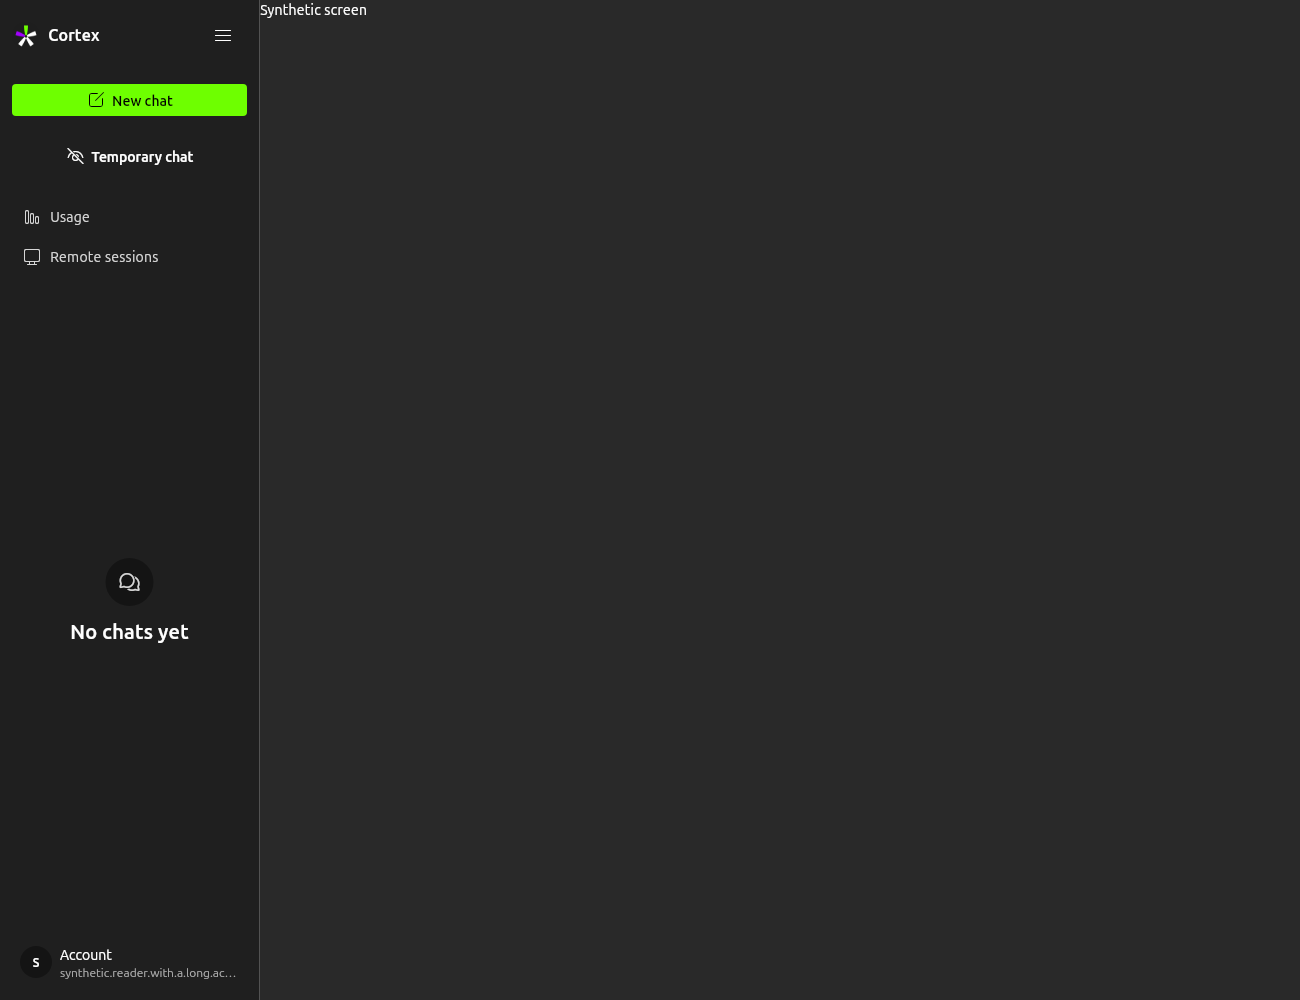 Cortex
New chat
Temporary chat
Usage
Remote sessions
No chats yet
S
Account
synthetic.reader.with.a.long.ac…
Synthetic screen